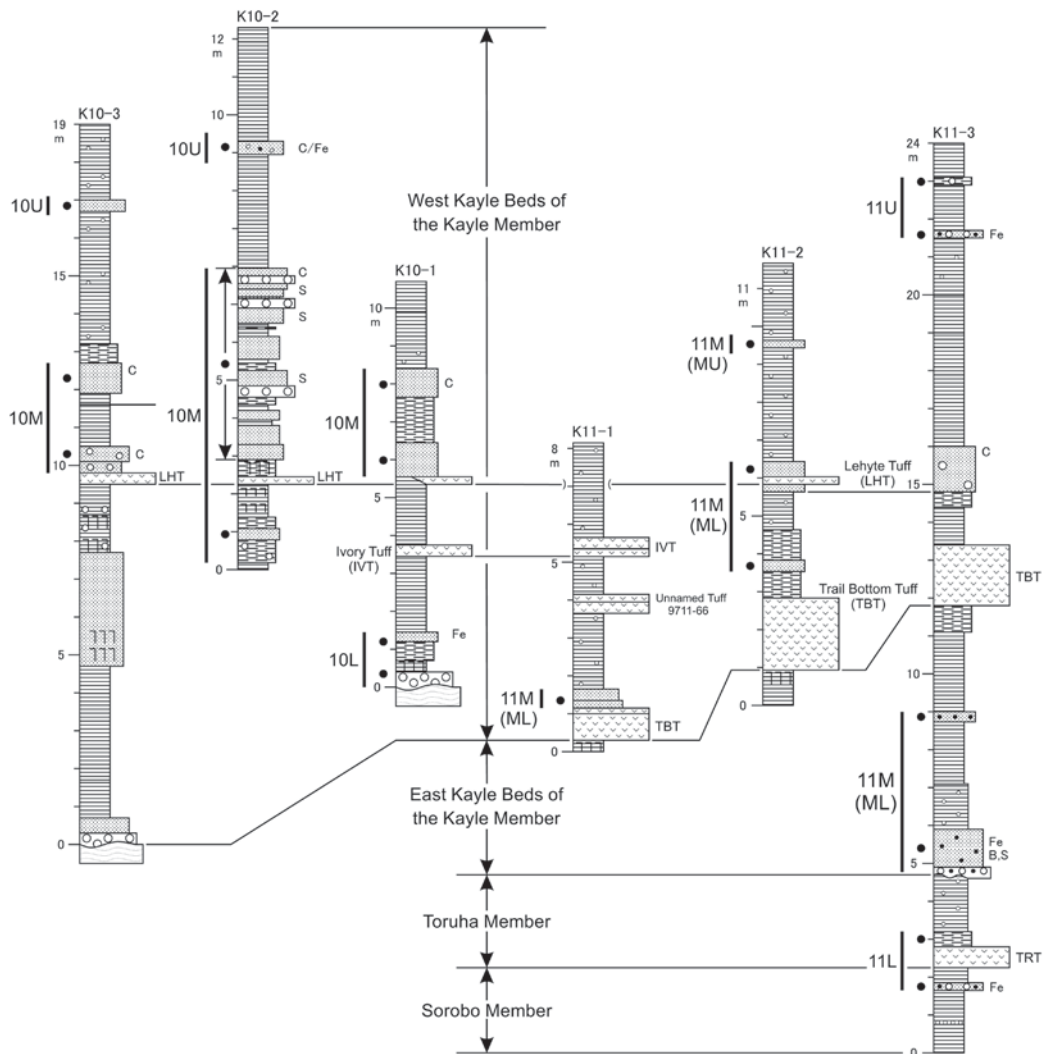 K10-2
12
m
10
10U
C/Fe
C
S
S
5
S
10M
LHT
0
K10-3
19
m
10U
15
C
10M
C
10
LHT
5
0
West Kayle Beds of
the Kayle Member
K10-1
10
m
10M
C
5
Ivory Tuff
(IVT)
Fe
10L
0
K11-1
8
m
IVT
5
Unnamed Tuff
9711-66
11M
(ML)
TBT
0
K11-2
11
m
11M
(MU)
Lehyte Tuff
(LHT)
11M
(ML)
5
Trail Bottom Tuff
(TBT)
0
K11-3
24
m
11U
Fe
20
C
15
TBT
10
11M
(ML)
Fe
B,S
5
11L
TRT
Fe
0
East Kayle Beds of
the Kayle Member
Toruha Member
Sorobo Member